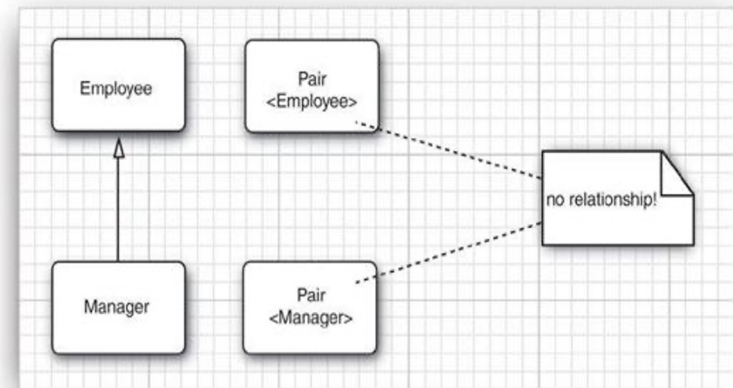 Employee
Pair
<Employee>
no relationship!
Manager
Pair
<Manager>